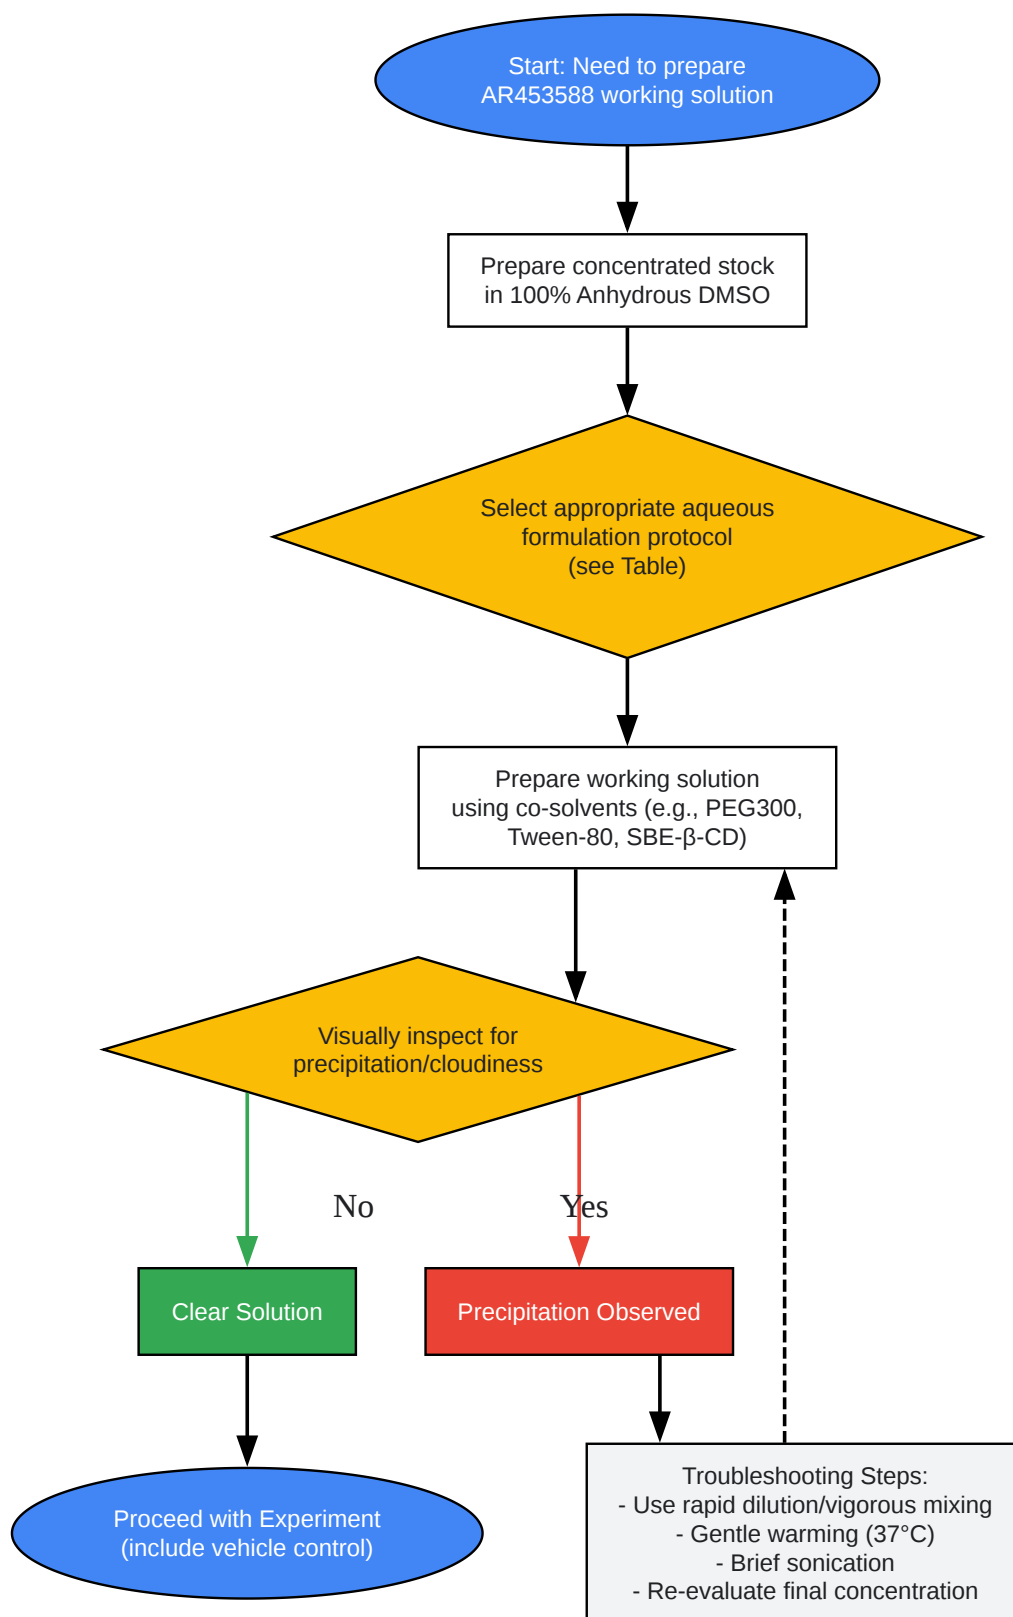 Start: Need to prepare
AR453588 working solution
Prepare concentrated stock
in 100% Anhydrous DMSO
Select appropriate aqueous
formulation protocol
(see Table)
Prepare working solution
using co-solvents (e.g., PEG300,
Tween-80, SBE-β-CD)
Visually inspect for
precipitation/cloudiness
No
Yes
Clear Solution
Precipitation Observed
Proceed with Experiment
(include vehicle control)
Troubleshooting Steps:
- Use rapid dilution/vigorous mixing
- Gentle warming (37°C)
- Brief sonication
- Re-evaluate final concentration